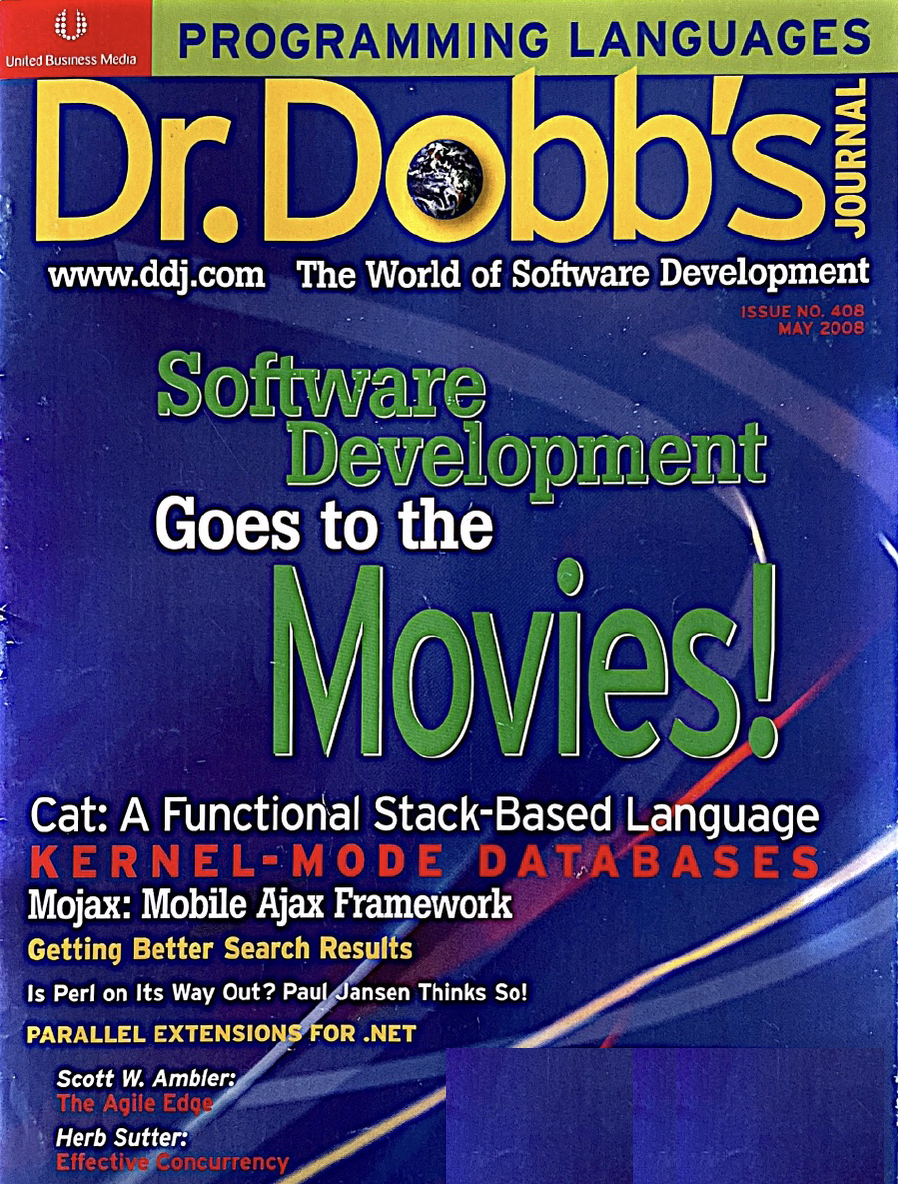 United Business Media
PROGRAMMING LANGUAGES
Dr. Dobb's
JOURNAL
www.ddj.com The World of Software Development
ISSUE NO. 408
MAY 2008
Software
Development
Goes to the
Movies!
Cat: A Functional Stack-Based Language
KERNEL-MODE DATABASES
Mojax: Mobile Ajax Framework
Getting Better Search Results
Is Perl on Its Way Out? Paul Jansen Thinks So!
PARALLEL EXTENSIONS FOR .NET
Scott W. Ambler:
The Agile Edge
Herb Sutter:
Effective Concurrency